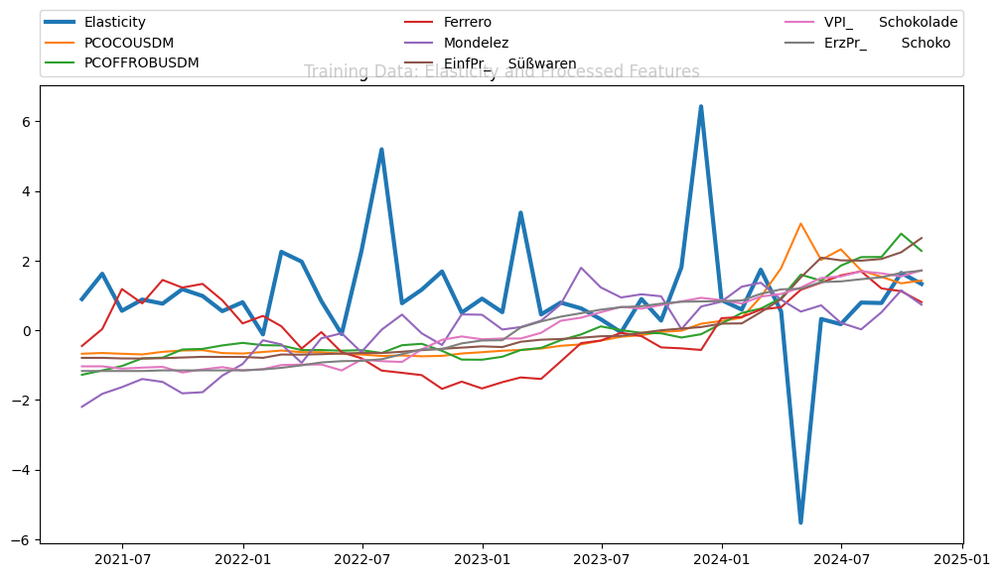 Elasticity
PCOCOUSDM
PCOFFROBUSDM
Ferrero
Mondelez
EinfPr_ Süßwaren
VPI_ Schokolade
ErzPr_ Schoko
Training Data: Elasticity and Processed Features
6
4
2
0
−2
−4
−6
2021-07 2022-01 2022-07 2023-01 2023-07 2024-01 2024-07 2025-01